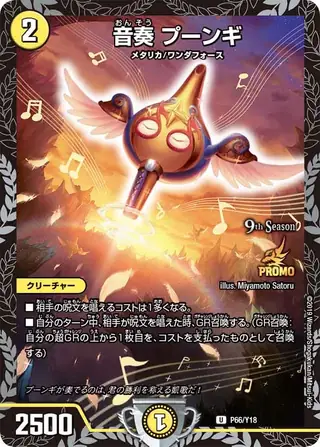 2
おんそう
音奏 プーンギ
メタリカ/ワンダフォース
9th Season
PROMO
illus. Miyamoto Satoru
クリーチャー
■相手の呪文を唱えるコストは1多くなる。
■自分のターン中、相手が呪文を唱えた時、GR召喚する。(GR召喚:
自分の超GRの上から1枚目を、コストを支払ったものとして召喚
する)
プーンギが奏でるのは、君の勝利を称える凱歌だ!
2500
1
U P66/Y18